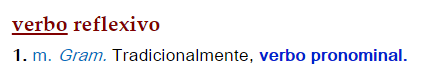 verbo reflexivo
1. m. Gram. Tradicionalmente, verbo pronominal.